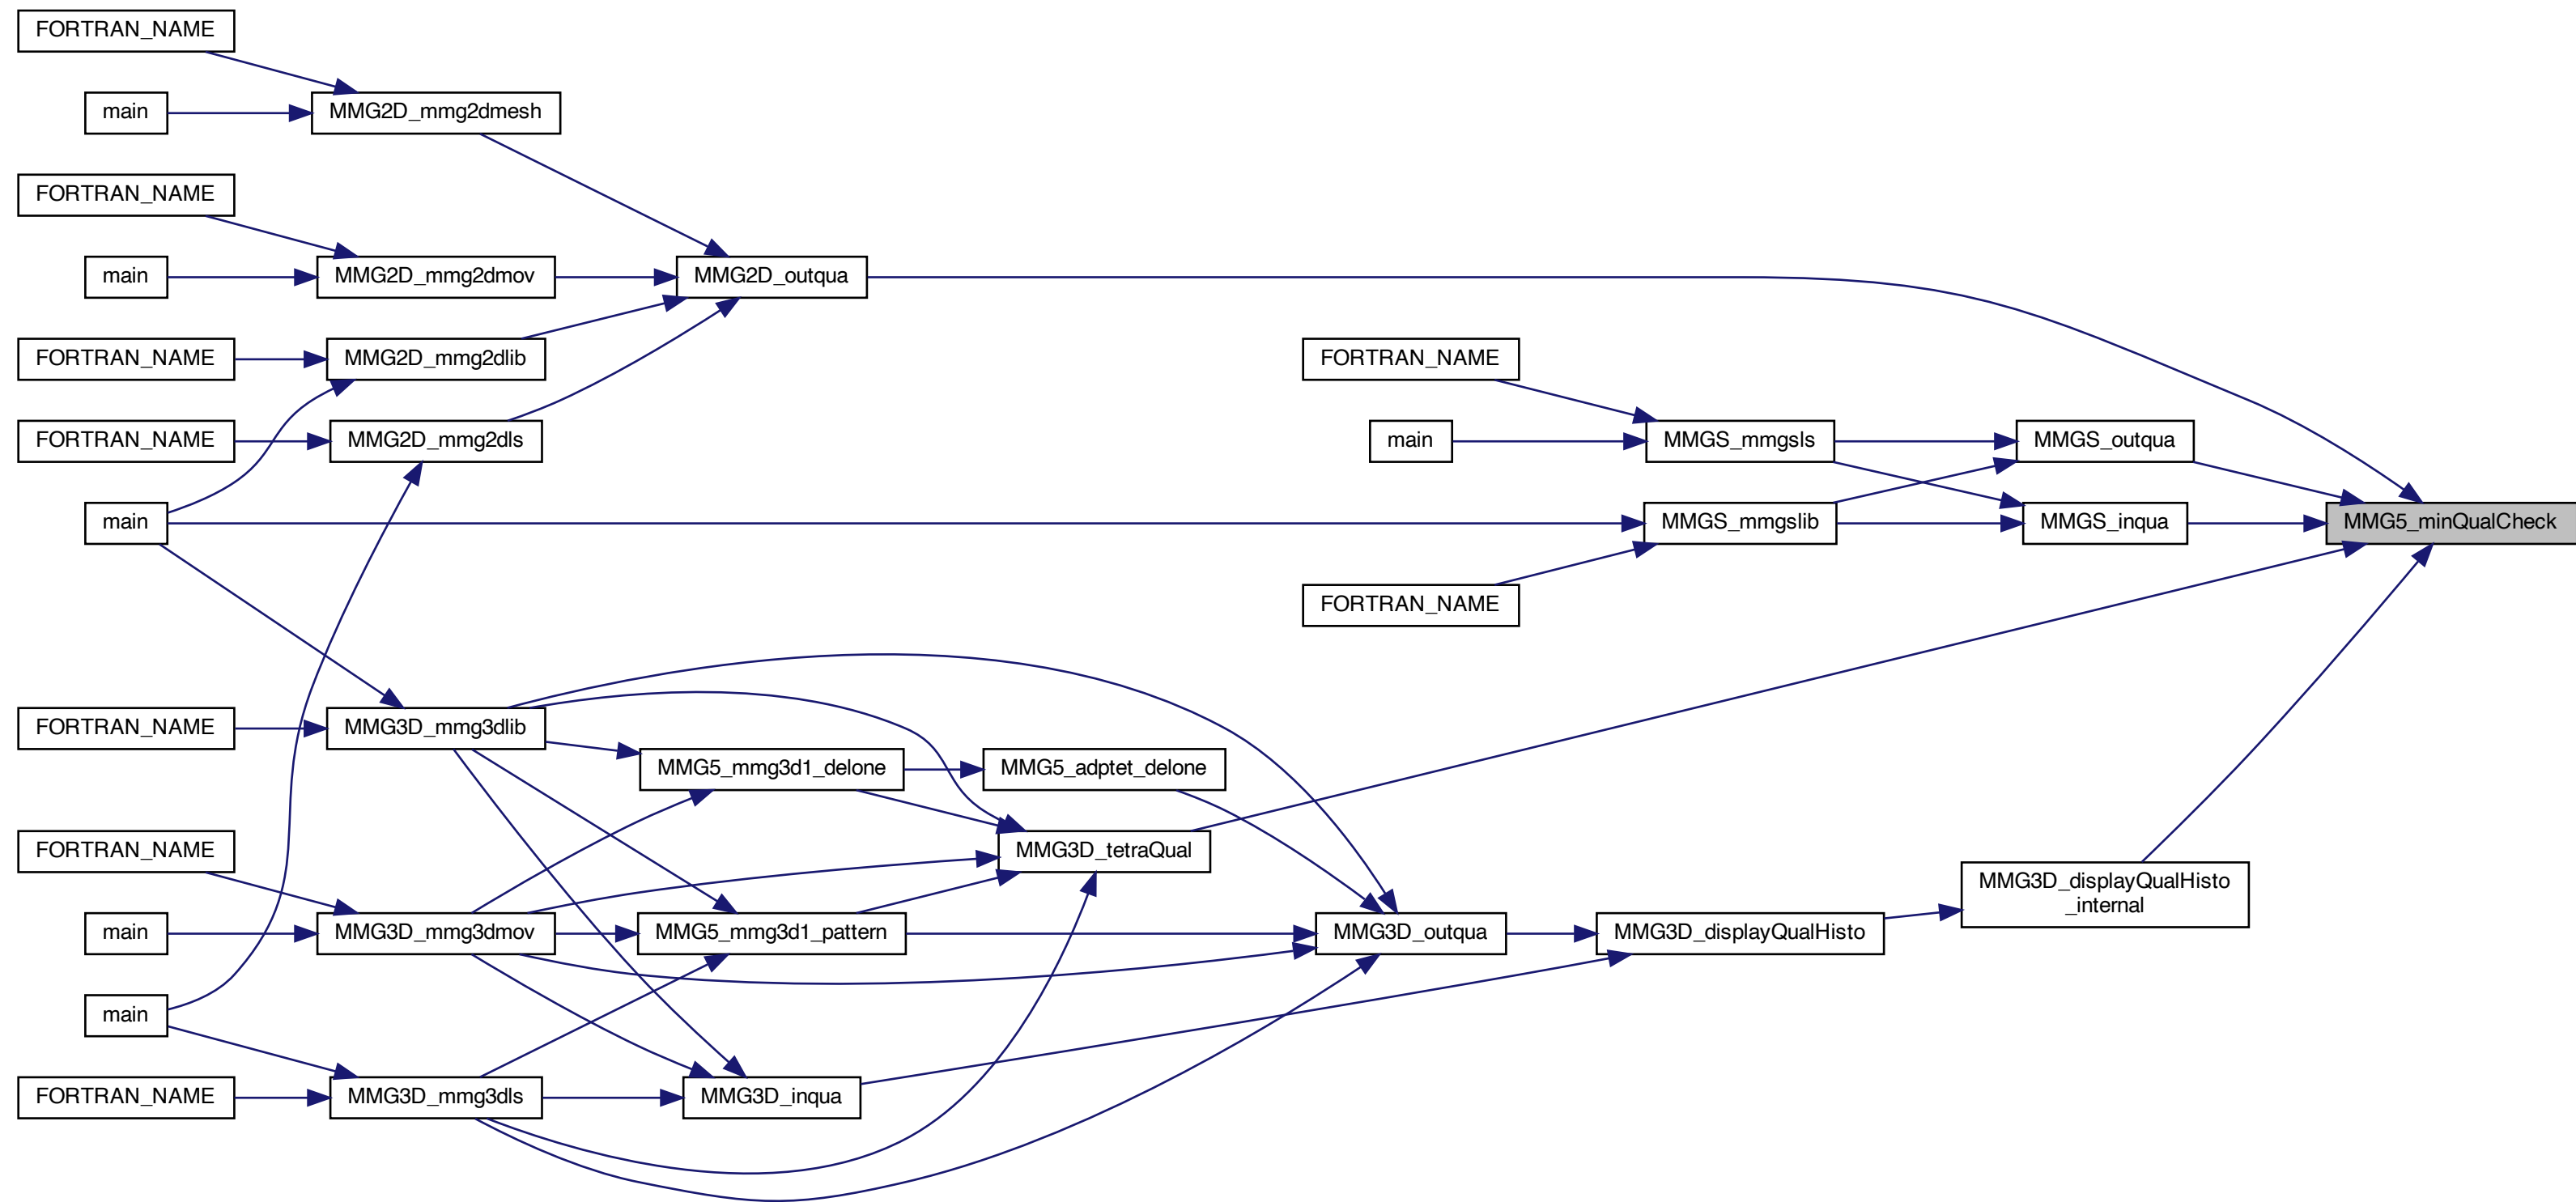 FORTRAN_NAME
main
MMG2D_mmg2dmesh
FORTRAN_NAME
main
MMG2D_mmg2dmov
MMG2D_outqua
FORTRAN_NAME
MMG2D_mmg2dlib
FORTRAN_NAME
FORTRAN_NAME
MMG2D_mmg2dls
main
MMGS_mmgsls
MMGS_outqua
main
MMGS_mmgslib
MMGS_inqua
MMG5_minQualCheck
FORTRAN_NAME
FORTRAN_NAME
MMG3D_mmg3dlib
MMG5_mmg3d1_delone
MMG5_adptet_delone
FORTRAN_NAME
MMG3D_tetraQual
MMG3D_displayQualHisto
_internal
main
MMG3D_mmg3dmov
MMG5_mmg3d1_pattern
MMG3D_outqua
MMG3D_displayQualHisto
main
FORTRAN_NAME
MMG3D_mmg3dls
MMG3D_inqua